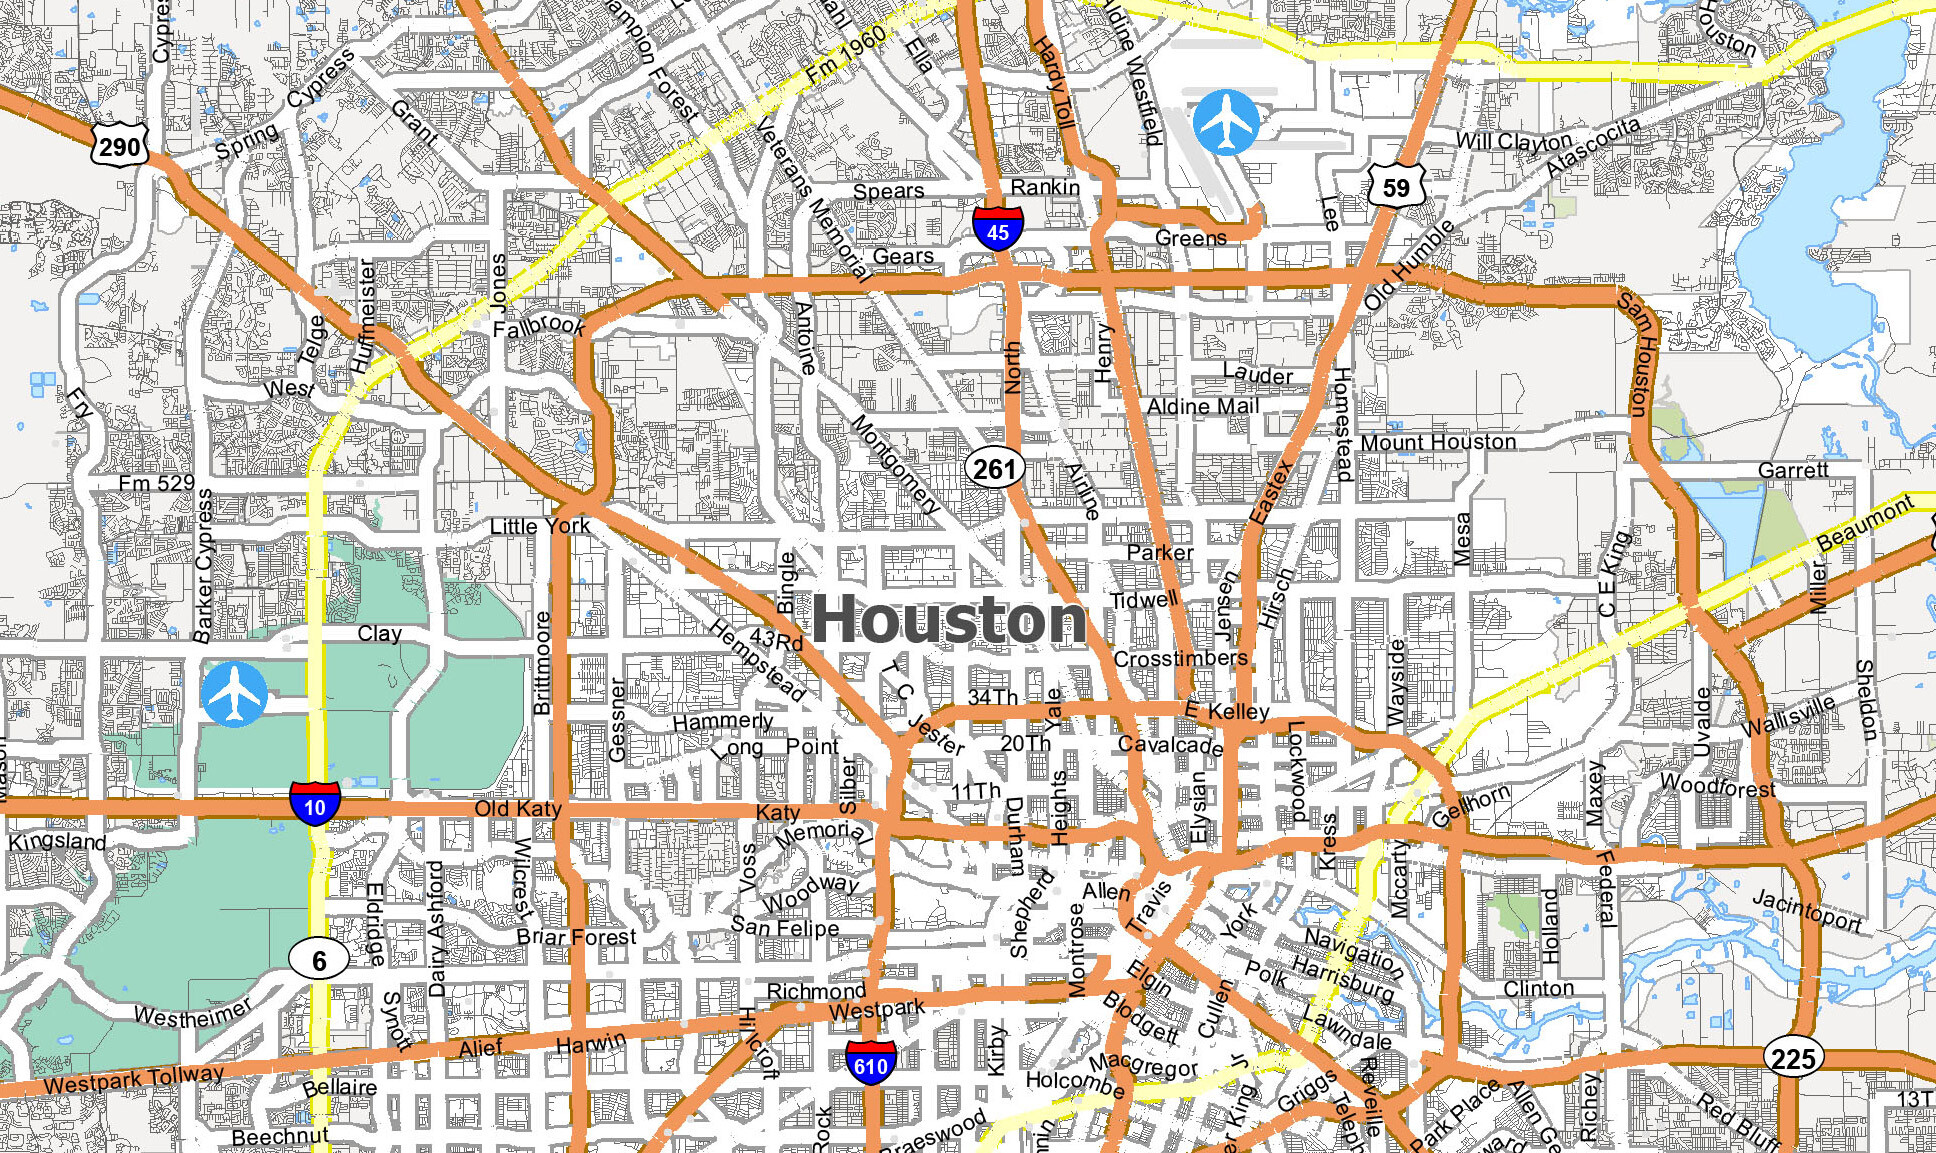 Cypress
Hampton Forest
Ella
Fm 1960
Hardy Toll
Aldine Westfield
Houston
Cypress
Grant
Spring
290
Veterans Memorial
Spears
Rankin
59
Will Clayton
Atascocita
Lee
45
Greens
Gears
Old Humble
Jones
Huffmeister
Telge
Fallbrook
Antoine
North
Henry
Sam Houston
West
Fry
Lauder
Aldine Mail
Homestead
Mount Houston
Montgomery
261
Airline
Eastex
Garrett
Fm 529
Barker Cypress
Little York
Beaumont
Mesa
C E King
Miller
Parker
Bingle
Tidwell
Jensen
Hirsch
Houston
Clay
Brittmoore
43Rd
Hempstead
Crosstimbers
Wayside
Sheldon
T C Jester
34Th
Yale
E Kelley
Gessner
Hammerly
Long Point
20Th
Cavalcade
Lockwood
Uvalde
Wallisville
Silber
11Th
Durham
Heights
Elysian
Maxey
Woodforest
10
Old Katy
Katy
Gellhorn
Kingsland
Memorial
Kress
Mccarty
Wilcrest
Voss
Woodway
Eldridge
Dairy Ashford
Shepherd
Allen
Travis
Federal
Holland
Jacintoport
San Felipe
Briar Forest
Montrose
York
Navigation
6
Elgin
Polk
Harrisburg
Westheimer
Richmond
Westpark
Blodgett
Cullen
Clinton
Synott
Hillcroft
Lawndale
Alief
Harwin
Kirby
610
Macgregor
225
Westpark Tollway
Bellaire
Holcombe
Griggs
Reveille
Park Place
Richey
Red Bluff
Beechnut